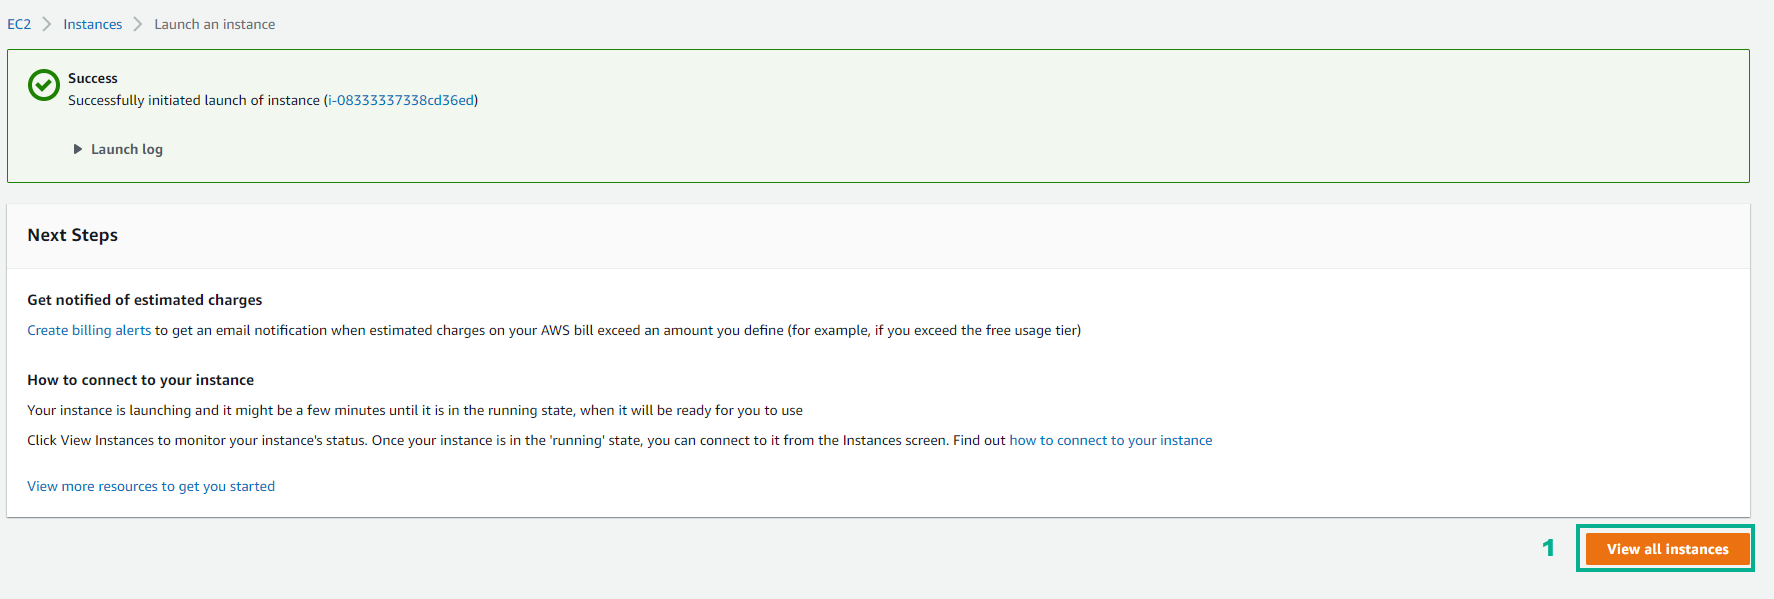 EC2 > Instances > Launch an instance
Success
Successfully initiated launch of instance (i-08333337338cd36ed)
Launch log
Next Steps
Get notified of estimated charges
Create billing alerts to get an email notification when estimated charges on your AWS bill exceed an amount you define (for example, if you exceed the free usage tier)
How to connect to your instance
Your instance is launching and it might be a few minutes until it is in the running state, when it will be ready for you to use
Click View Instances to monitor your instance's status. Once your instance is in the 'running' state, you can connect to it from the Instances screen. Find out how to connect to your instance
View more resources to get you started
1 View all instances